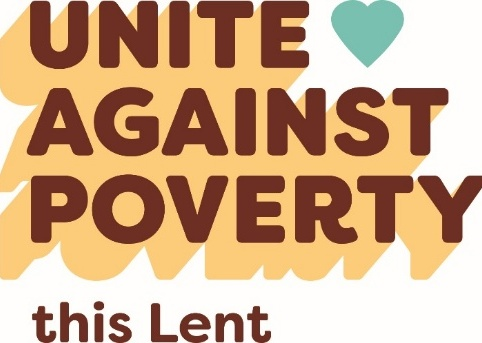 UNITE
AGAINST
POVERTY
this Lent